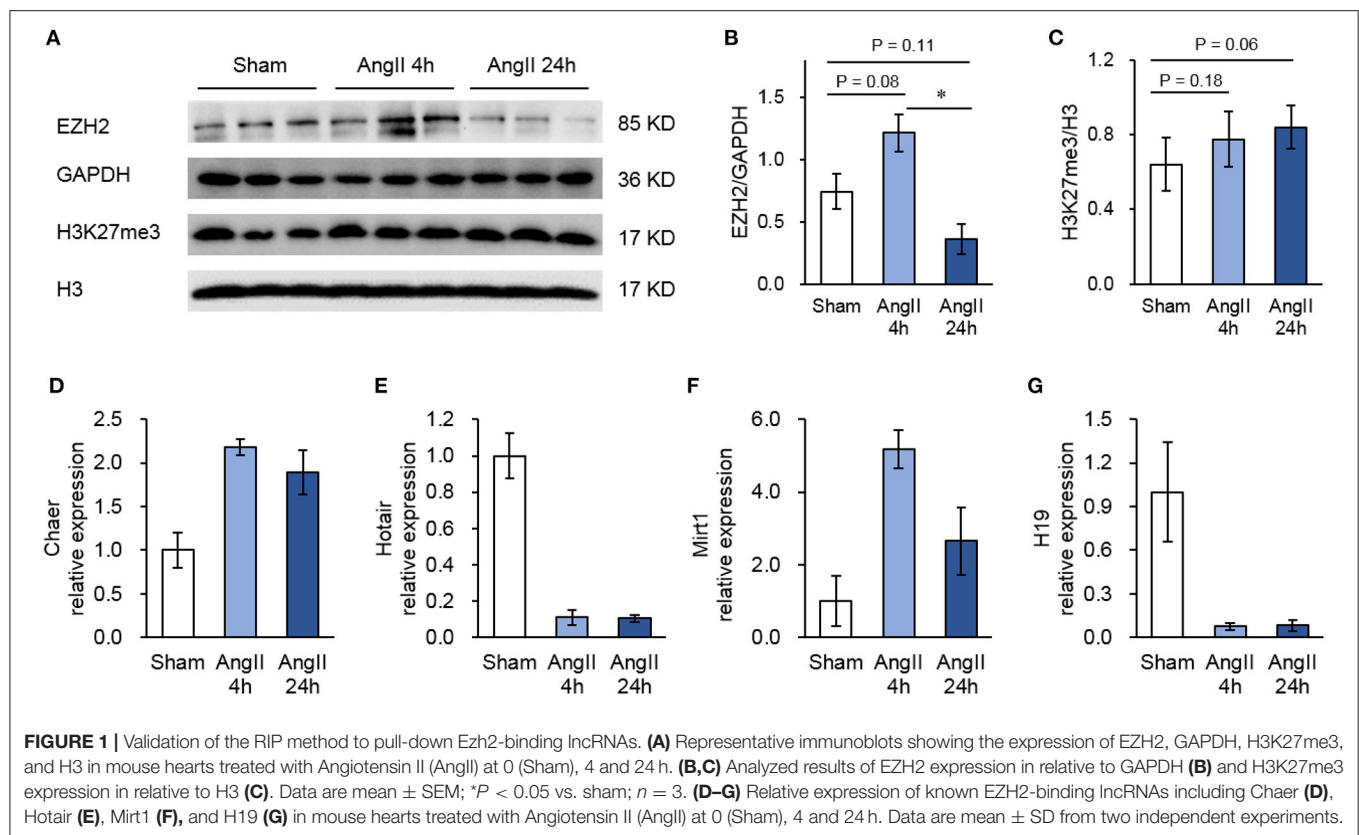 A
Sham AngII 4h AngII 24h
EZH2 85 KD
GAPDH 36 KD
H3K27me3 17 KD
H3 17 KD
B
P = 0.11
P = 0.08 *
EZH2/GAPDH
1.5
1.0
0.5
0.0
Sham AngII 4h AngII 24h
C
P = 0.06
P = 0.18
H3K27me3/H3
1.2
0.8
0.4
0.0
Sham AngII 4h AngII 24h
D
Chaer
relative expression
2.5
2.0
1.5
1.0
0.5
0.0
Sham AngII 4h AngII 24h
E
Hotair
relative expression
1.2
1.0
0.8
0.6
0.4
0.2
0.0
Sham AngII 4h AngII 24h
F
Mirt1
relative expression
6.0
4.0
2.0
0.0
Sham AngII 4h AngII 24h
G
H19
relative expression
1.5
1.2
0.9
0.6
0.3
0.0
Sham AngII 4h AngII 24h
FIGURE 1 | Validation of the RIP method to pull-down Ezh2-binding lncRNAs. (A) Representative immunoblots showing the expression of EZH2, GAPDH, H3K27me3,
and H3 in mouse hearts treated with Angiotensin II (AngII) at 0 (Sham), 4 and 24 h. (B,C) Analyzed results of EZH2 expression in relative to GAPDH (B) and H3K27me3
expression in relative to H3 (C). Data are mean ± SEM; *P < 0.05 vs. sham; n = 3. (D–G) Relative expression of known EZH2-binding lncRNAs including Chaer (D),
Hotair (E), Mirt1 (F), and H19 (G) in mouse hearts treated with Angiotensin II (AngII) at 0 (Sham), 4 and 24 h. Data are mean ± SD from two independent experiments.